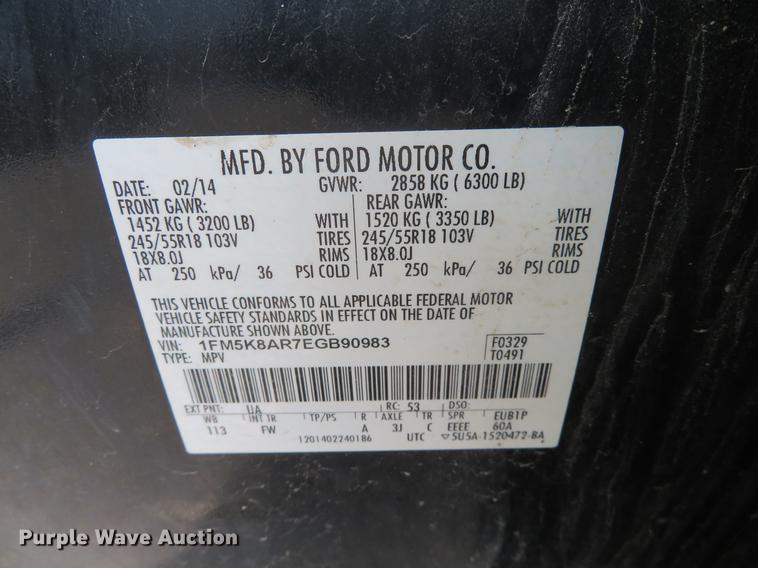 MFD. BY FORD MOTOR CO.
DATE: 02/14 GVWR: 2858 KG ( 6300 LB)
FRONT GAWR: REAR GAWR:
1452 KG ( 3200 LB) WITH 1520 KG ( 3350 LB) WITH
245/55R18 103V TIRES 245/55R18 103V TIRES
18X8.0J RIMS 18X8.0J RIMS
AT 250 kPa/ 36 PSI COLD AT 250 kPa/ 36 PSI COLD
THIS VEHICLE CONFORMS TO ALL APPLICABLE FEDERAL MOTOR
VEHICLE SAFETY STANDARDS IN EFFECT ON THE DATE OF
MANUFACTURE SHOWN ABOVE.
VIN: 1FM5K8AR7EGB90983 F0329
TYPE: MPV T0491
EXT PNT: UA RC: 53 DSO:
WB INT TR TP/PS R AXLE TR SPR EUB1P
113 FW A 3J C EEEE 60A
1201402240186 UTC ▽5U5A-1520472-BA
Purple Wave Auction